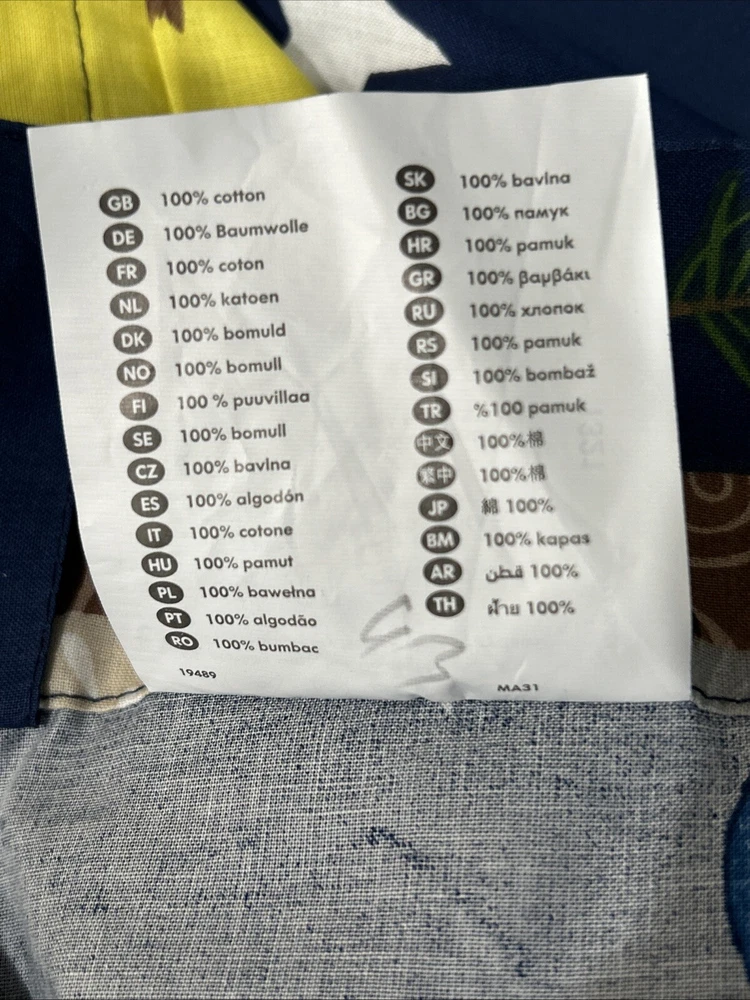 GB 100% cotton
DE 100% Baumwolle
FR 100% coton
NL 100% katoen
DK 100% bomuld
NO 100% bomull
FI 100 % puuvillaa
SE 100% bomull
CZ 100% bavlna
ES 100% algodón
IT 100% cotone
HU 100% pamut
PL 100% bawełna
PT 100% algodão
RO 100% bumbac
19489
SK 100% bavlna
BG 100% памук
HR 100% pamuk
GR 100% βαμβάκι
RU 100% хлопок
RS 100% pamuk
SI 100% bombaž
TR %100 pamuk
中文 100%棉
繁中 100%棉
JP 綿 100%
BM 100% kapas
AR قطن 100%
TH ฝ้าย 100%
MA31
43